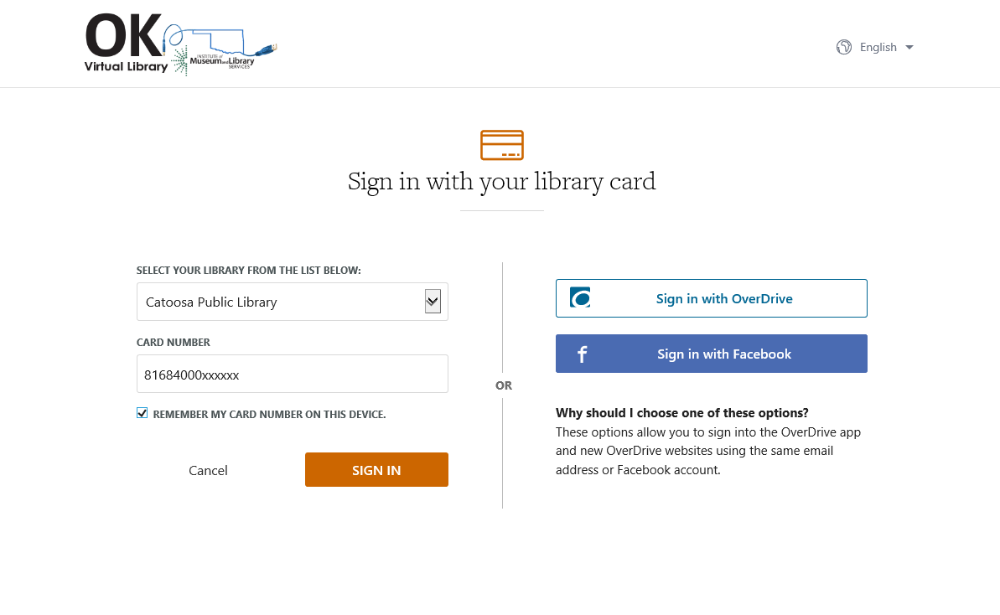 OK
Virtual Library
INSTITUTE of
Museum and Library
SERVICES
English
Sign in with your library card
SELECT YOUR LIBRARY FROM THE LIST BELOW:
Catoosa Public Library
CARD NUMBER
81684000xxxxxx
REMEMBER MY CARD NUMBER ON THIS DEVICE.
Cancel
SIGN IN
OR
Sign in with OverDrive
f
Sign in with Facebook
Why should I choose one of these options?
These options allow you to sign into the OverDrive app
and new OverDrive websites using the same email
address or Facebook account.